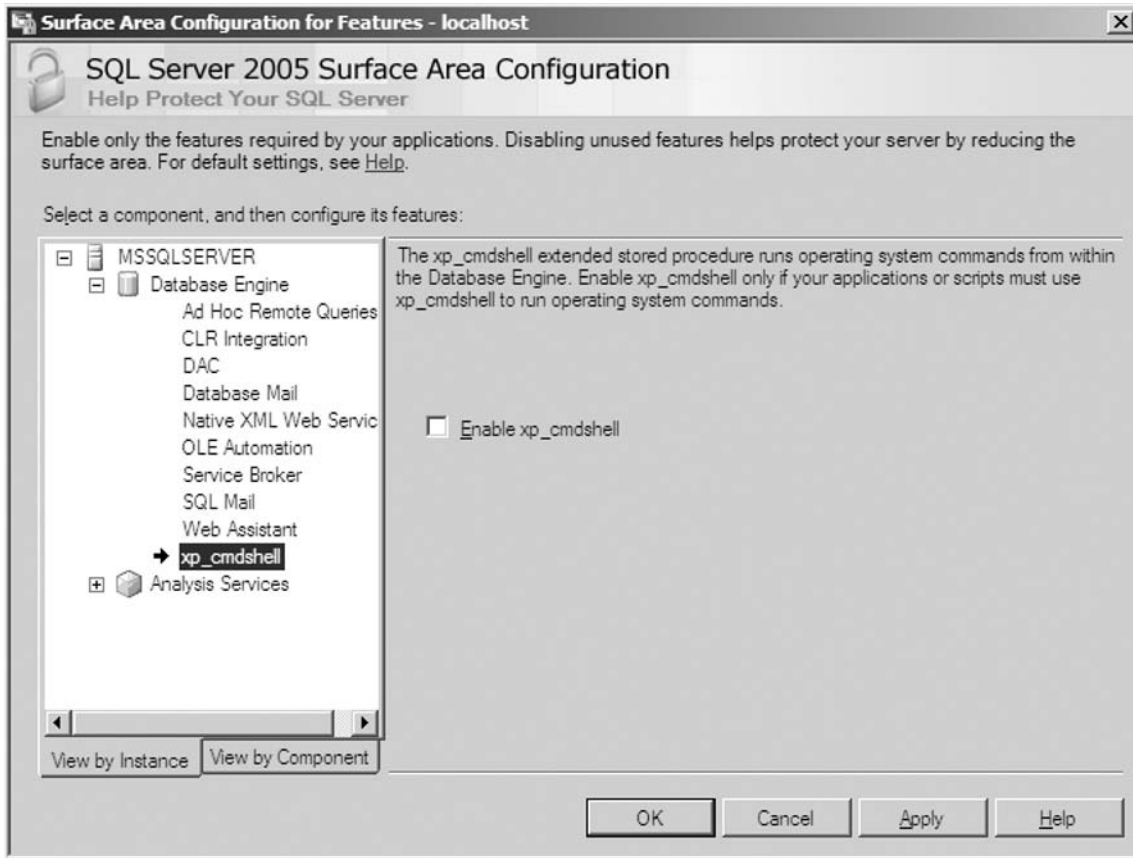 Surface Area Configuration for Features - localhost
SQL Server 2005 Surface Area Configuration
Help Protect Your SQL Server
Enable only the features required by your applications. Disabling unused features helps protect your server by reducing the
surface area. For default settings, see Help.
Select a component, and then configure its features:
MSSQLSERVER
Database Engine
Ad Hoc Remote Queries
CLR Integration
DAC
Database Mail
Native XML Web Servic
OLE Automation
Service Broker
SQL Mail
Web Assistant
xp_cmdshell
Analysis Services
View by Instance
View by Component
The xp_cmdshell extended stored procedure runs operating system commands from within
the Database Engine. Enable xp_cmdshell only if your applications or scripts must use
xp_cmdshell to run operating system commands.
Enable xp_cmdshell
OK
Cancel
Apply
Help